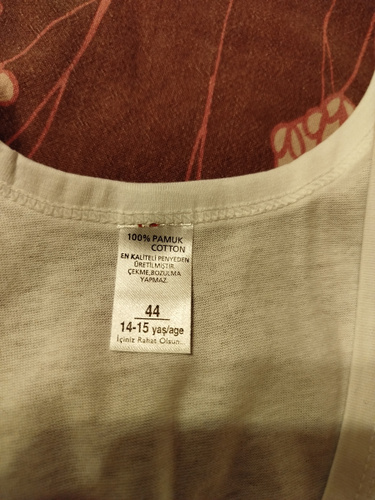 100% PAMUK
COTTON
EN KALİTELİ PENYEDEN
ÜRETİLMİŞTİR.
ÇEKME,BOZULMA
YAPMAZ.
44
14-15 yaş/age
İçiniz Rahat Olsun...